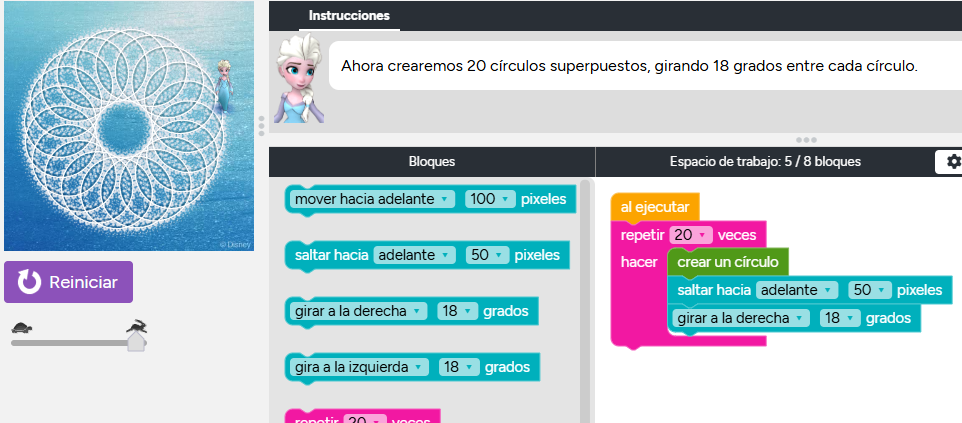 Instrucciones
Ahora crearemos 20 círculos superpuestos, girando 18 grados entre cada círculo.
© Disney
Reiniciar
Bloques
mover hacia adelante 100 pixeles
saltar hacia adelante 50 pixeles
girar a la derecha 18 grados
gira a la izquierda 18 grados
repetir 20 veces
Espacio de trabajo: 5 / 8 bloques
al ejecutar
repetir 20 veces
hacer crear un círculo
saltar hacia adelante 50 pixeles
girar a la derecha 18 grados